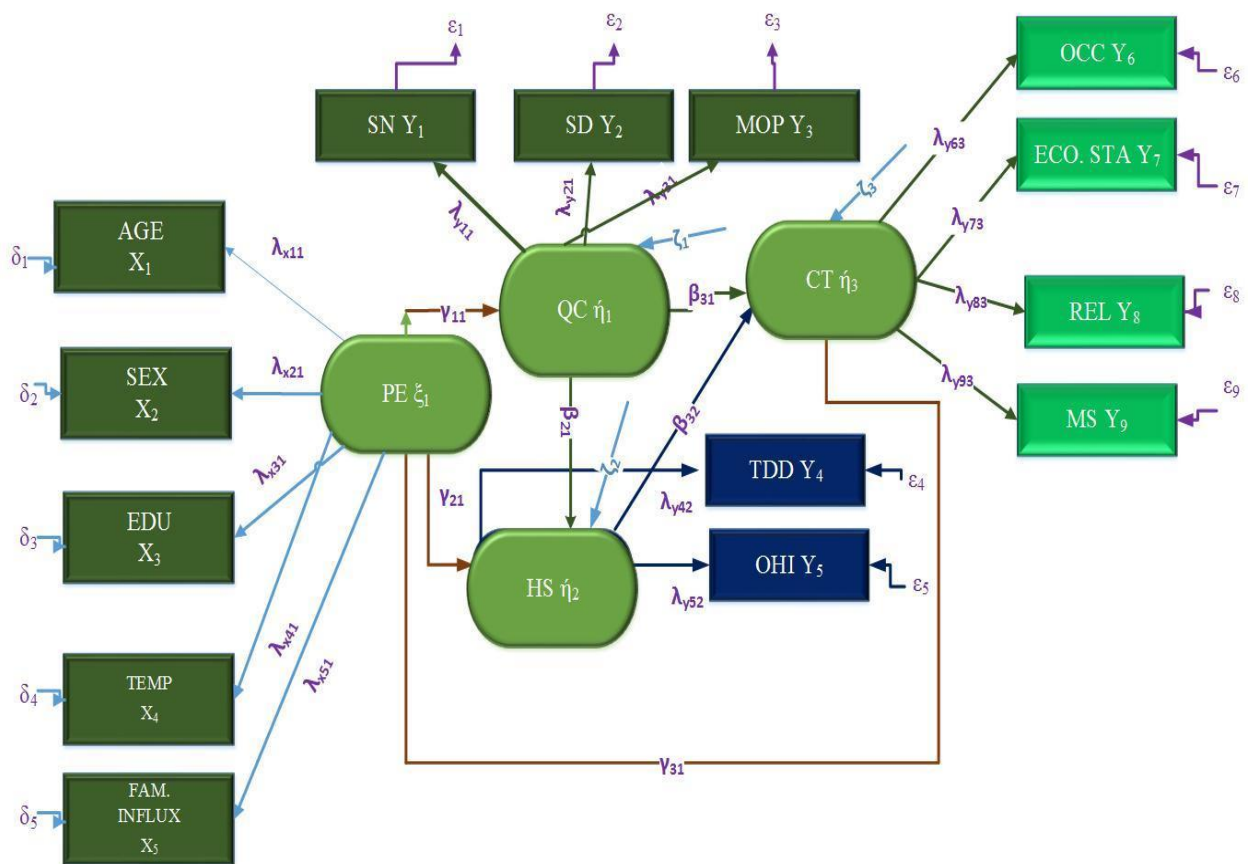 ε₁
ε₂
ε₃
SN Y₁
SD Y₂
MOP Y₃
OCC Y₆
ε₆
λy63
ECO. STA Y₇
ε₇
λy11
λy21
λy31
ζ₃
λy73
AGE
X₁
δ₁
λx11
ζ₁
QC ή₁
β₃₁
CT ή₃
λy83
REL Y₈
ε₈
γ₁₁
SEX
X₂
δ₂
λx21
PE ξ₁
λy93
MS Y₉
ε₉
β₂₁
β₃₂
ζ₂
λx31
γ₂₁
TDD Y₄
ε₄
λy42
EDU
X₃
δ₃
HS ή₂
OHI Y₅
ε₅
λy52
λx41
λx51
TEMP
X₄
δ₄
γ₃₁
FAM.
INFLUX
X₅
δ₅